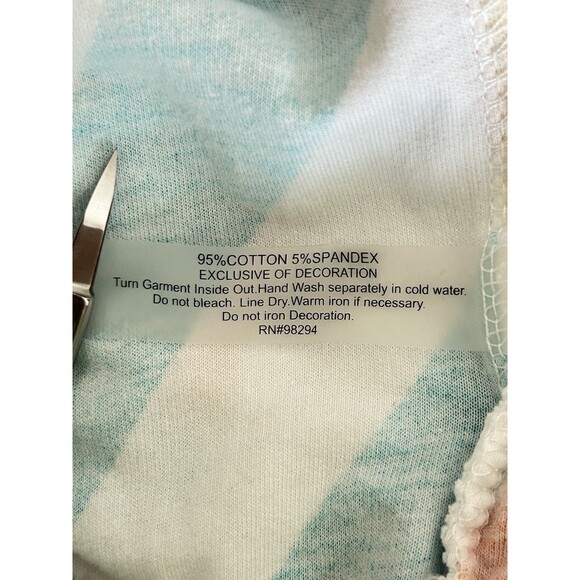 95%COTTON 5%SPANDEX
EXCLUSIVE OF DECORATION
Turn Garment Inside Out.Hand Wash separately in cold water.
Do not bleach. Line Dry.Warm iron if necessary.
Do not iron Decoration.
RN#98294